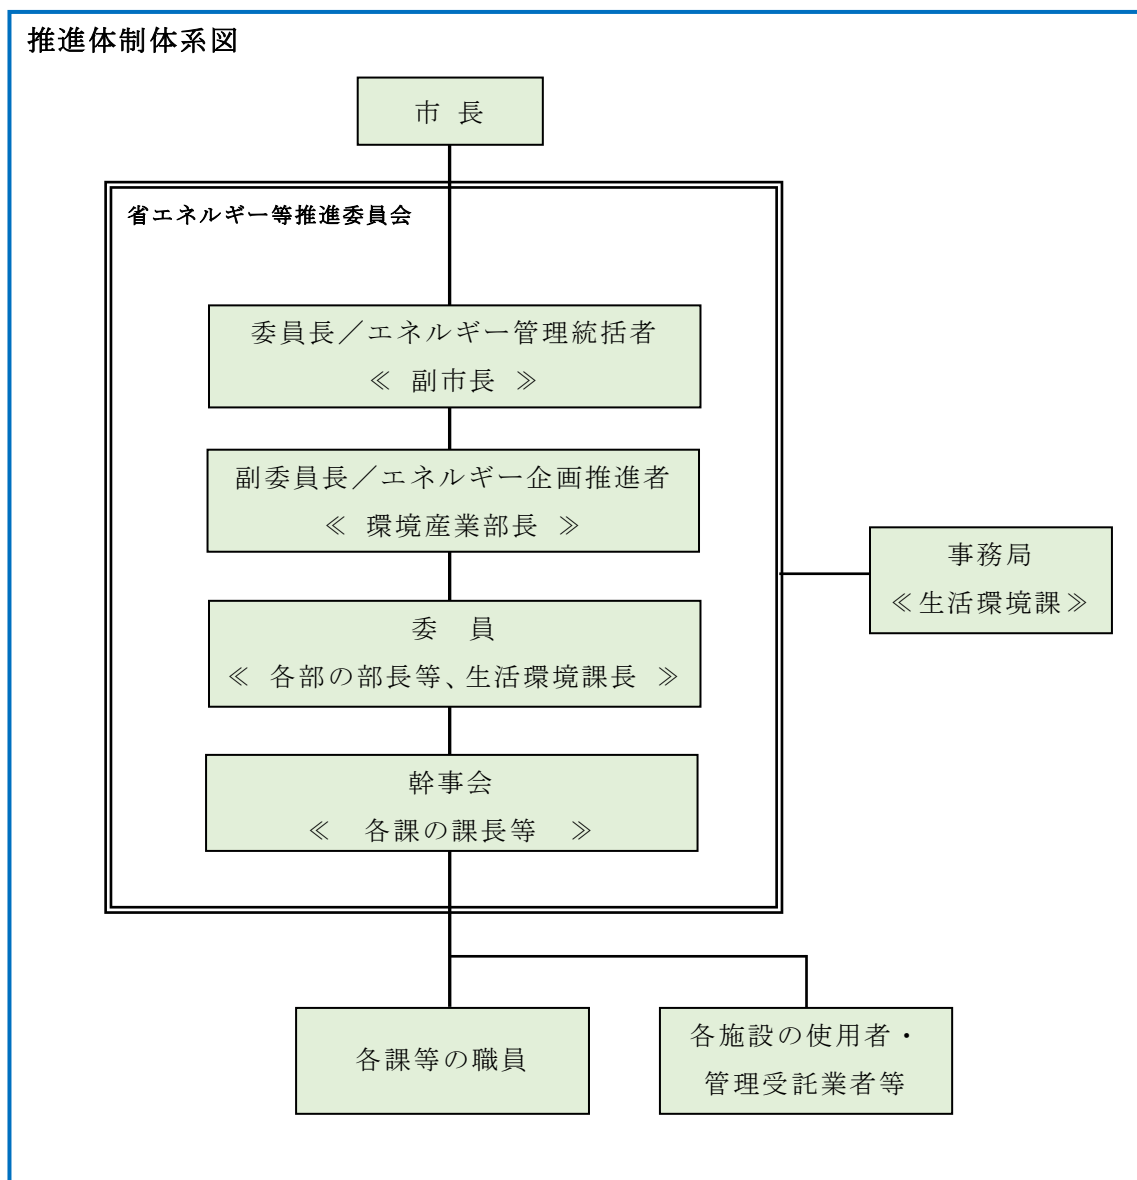 推進体制体系図
市 長
省エネルギー等推進委員会
委員長／エネルギー管理統括者
≪ 副市長 ≫
副委員長／エネルギー企画推進者
≪ 環境産業部長 ≫
委　員
≪ 各部の部長等、生活環境課長 ≫
幹事会
≪　各課の課長等　≫
事務局
≪生活環境課≫
各課等の職員
各施設の使用者・
管理受託業者等